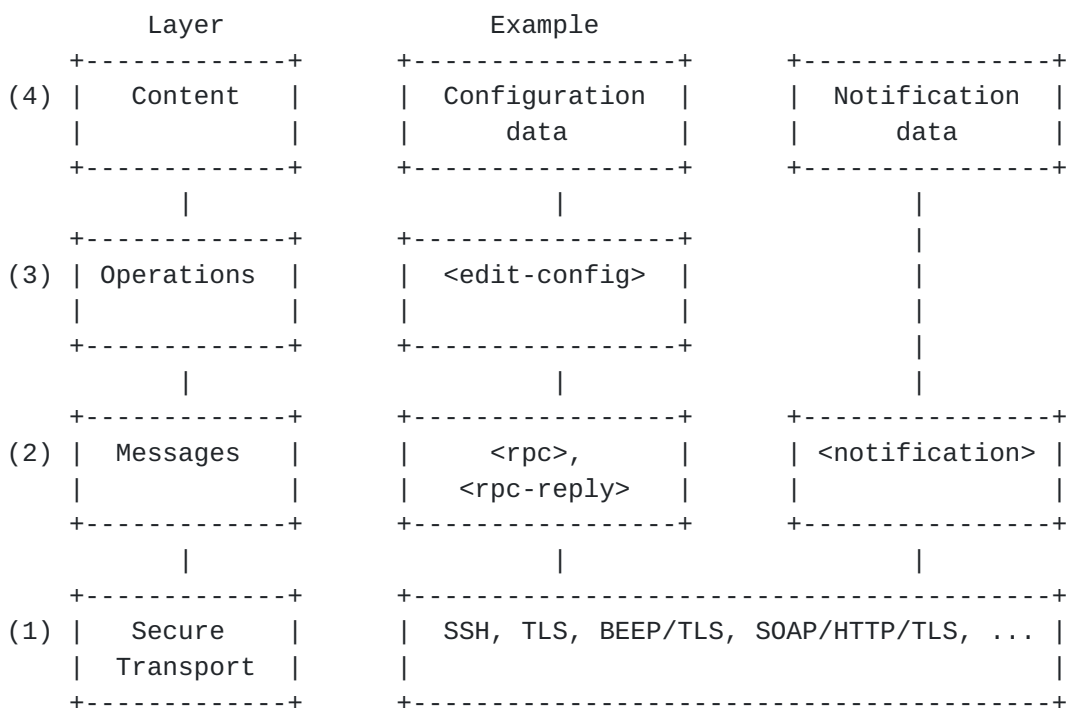 Layer Example
(4) Content Configuration Notification
data data
(3) Operations <edit-config>
(2) Messages <rpc>, <notification>
<rpc-reply>
(1) Secure SSH, TLS, BEEP/TLS, SOAP/HTTP/TLS, ...
Transport